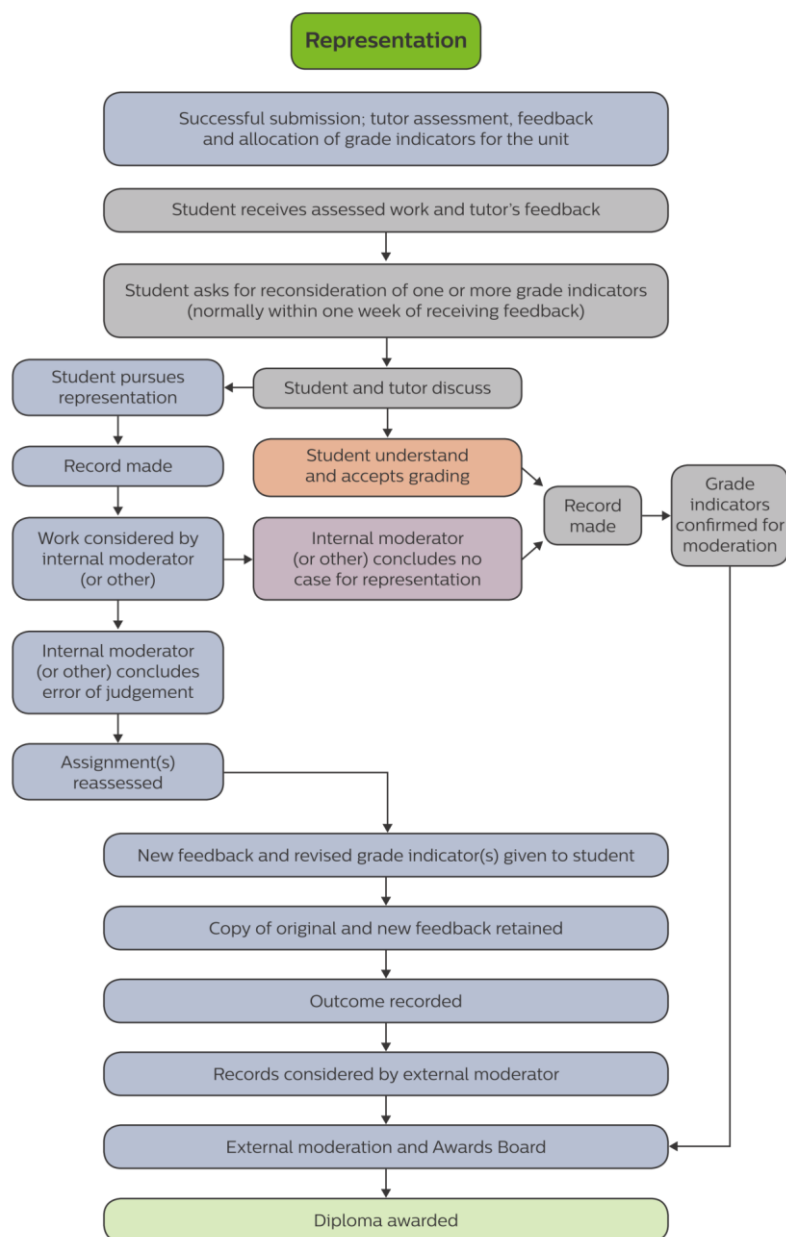 Representation
Successful submission; tutor assessment, feedback
and allocation of grade indicators for the unit
Student receives assessed work and tutor's feedback
Student asks for reconsideration of one or more grade indicators
(normally within one week of receiving feedback)
Student pursues
representation
Student and tutor discuss
Record made
Student understand
and accepts grading
Record
made
Grade
indicators
confirmed for
moderation
Work considered by
internal moderator
(or other)
Internal moderator
(or other) concludes no
case for representation
Internal moderator
(or other) concludes
error of judgement
Assignment(s)
reassessed
New feedback and revised grade indicator(s) given to student
Copy of original and new feedback retained
Outcome recorded
Records considered by external moderator
External moderation and Awards Board
Diploma awarded